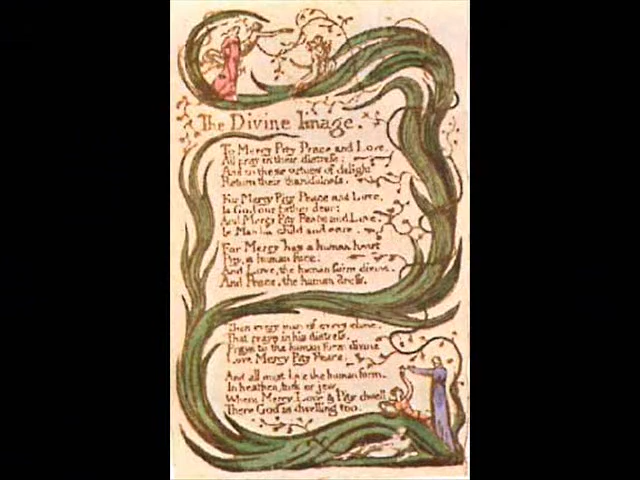 The Divine Image.
To Mercy Pity Peace and Love,
All pray in their distress:
And to these virtues of delight
Return their thankfulness.
For Mercy Pity Peace and Love,
Is God our father dear:
And Mercy Pity Peace and Love,
Is Man his child and care.
For Mercy has a human heart
Pity, a human face:
And Love, the human form divine,
And Peace, the human dress.
Then every man of every clime,
That prays in his distress,
Prays to the human form divine
Love Mercy Pity Peace.
And all must love the human form,
In heathen, turk or jew.
Where Mercy, Love & Pity dwell,
There God is dwelling too.